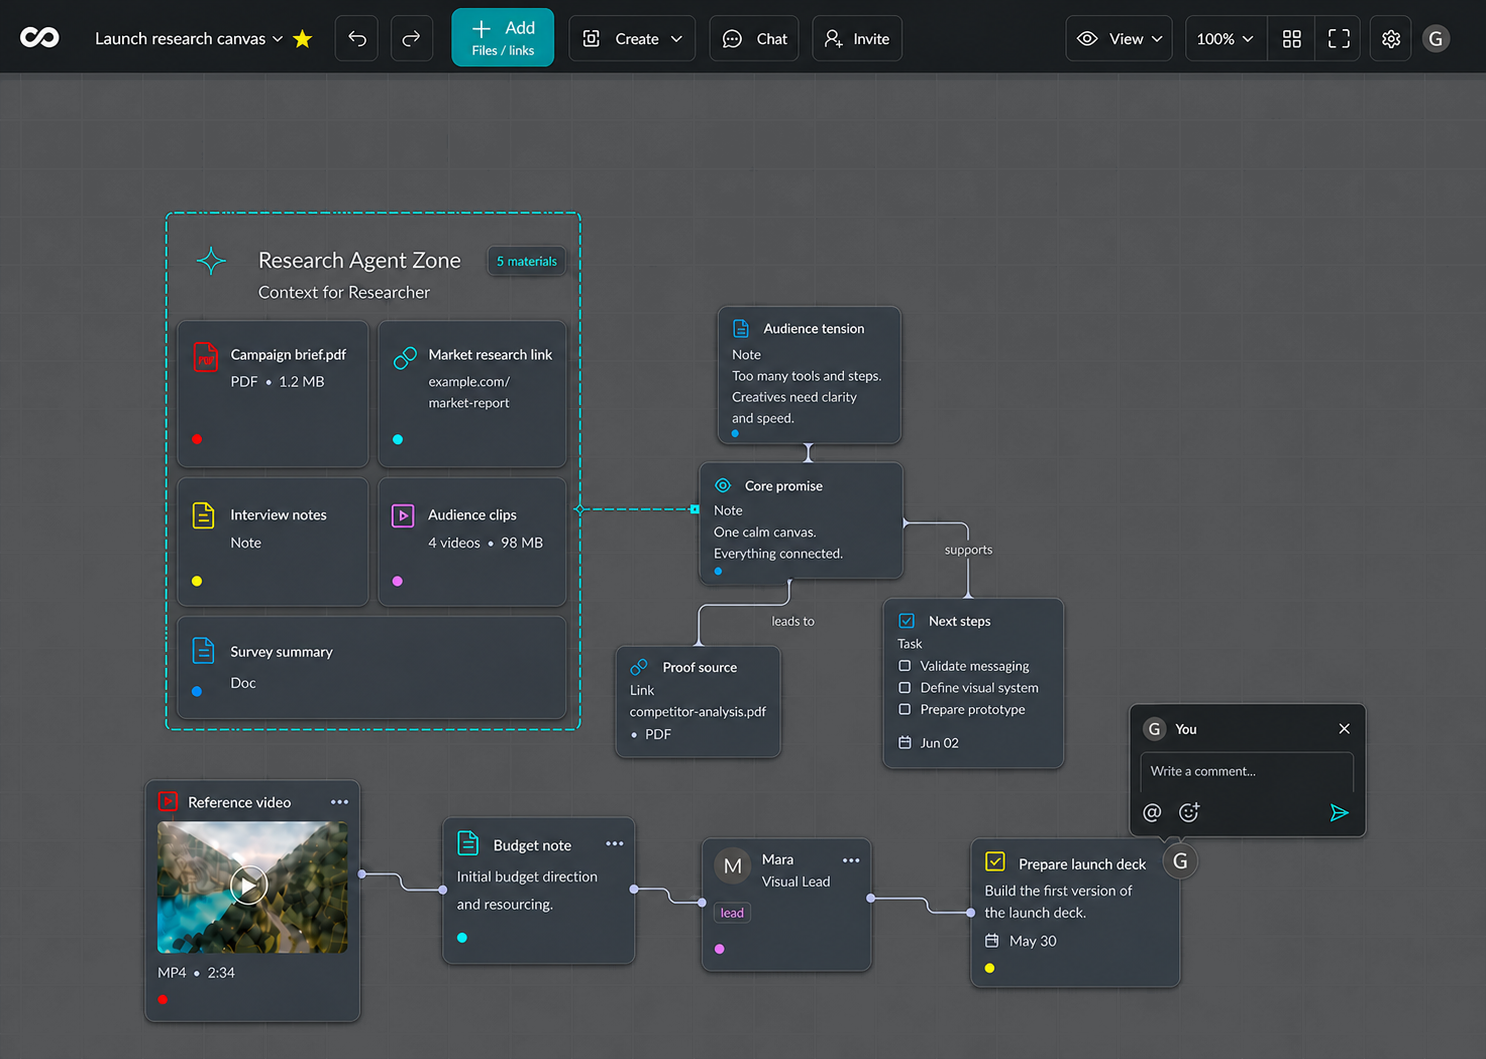 Launch research canvas
Add
Files / links
Create
Chat
Invite
View
100%
G
Research Agent Zone
5 materials
Context for Researcher
PDF
Campaign brief.pdf
PDF • 1.2 MB
Market research link
example.com/
market-report
Interview notes
Note
Audience clips
4 videos • 98 MB
Survey summary
Doc
Audience tension
Note
Too many tools and steps.
Creatives need clarity
and speed.
Core promise
Note
One calm canvas.
Everything connected.
supports
leads to
Proof source
Link
competitor-analysis.pdf
• PDF
Next steps
Task
Validate messaging
Define visual system
Prepare prototype
Jun 02
G
You
Write a comment...
@
Reference video
MP4 • 2:34
Budget note
Initial budget direction
and resourcing.
M
Mara
Visual Lead
lead
Prepare launch deck
G
Build the first version of
the launch deck.
May 30